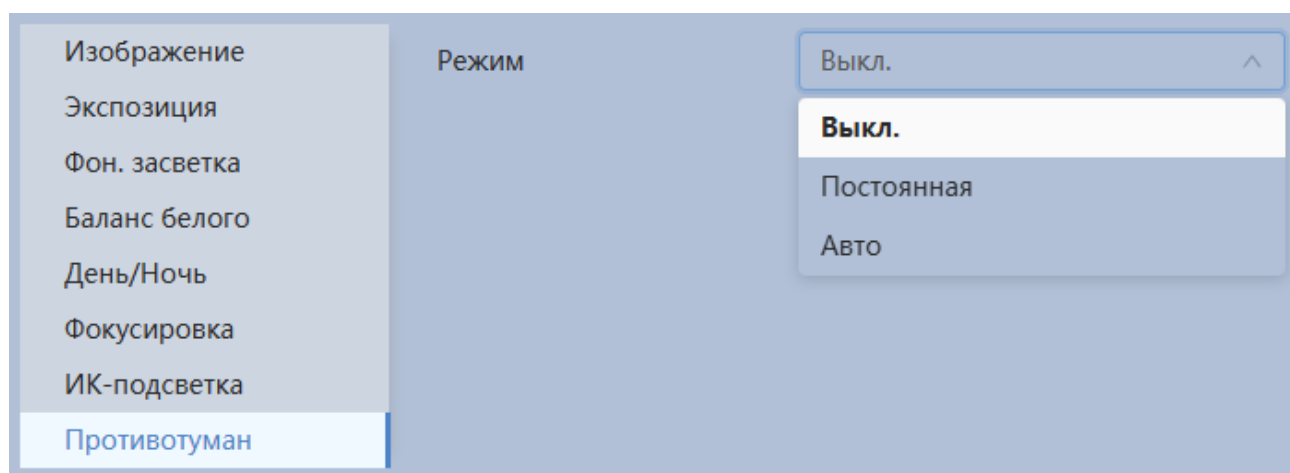 Изображение
Экспозиция
Фон. засветка
Баланс белого
День/Ночь
Фокусировка
ИК-подсветка
Противотуман
Режим
Выкл.
Выкл.
Постоянная
Авто